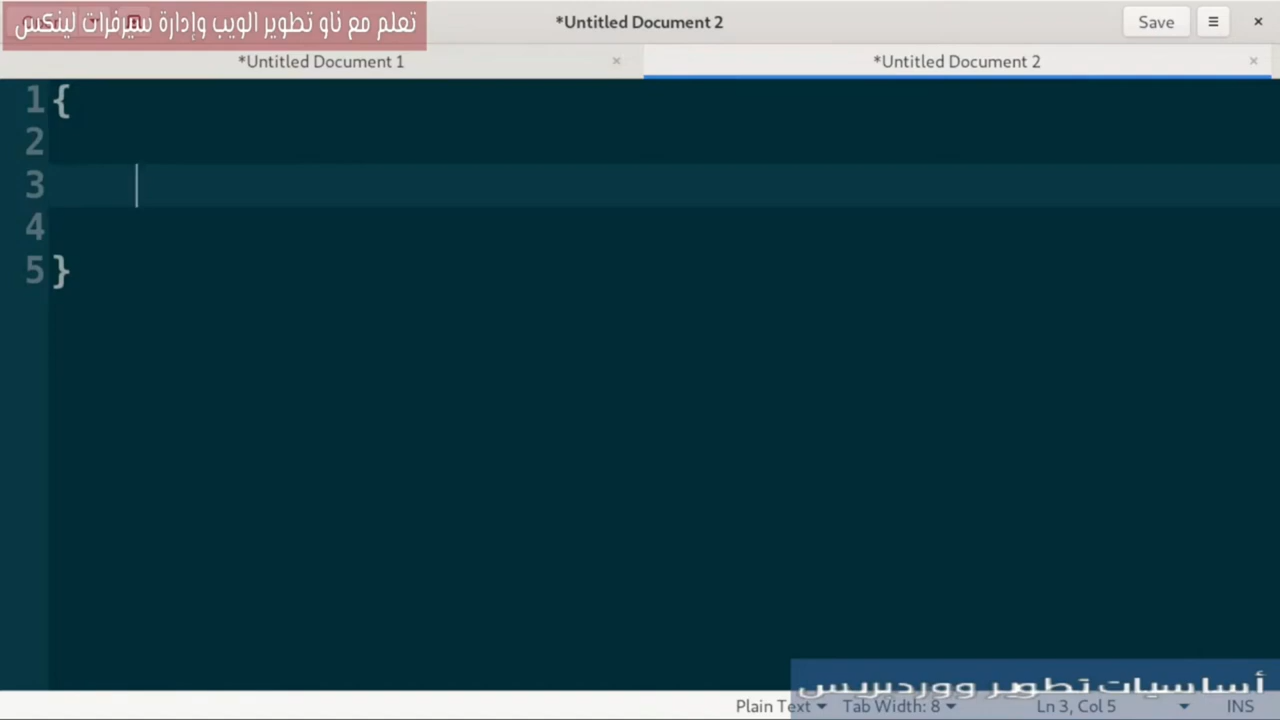 تعلم مع ناو تطوير الويب وإدارة سيرفرات لينكس
*Untitled Document 2
Save
*Untitled Document 1
*Untitled Document 2
1 {
2
3
4
5 }
أساسيات تطوير ووردبريس
Plain Text Tab Width: 8 Ln 3, Col 5 INS